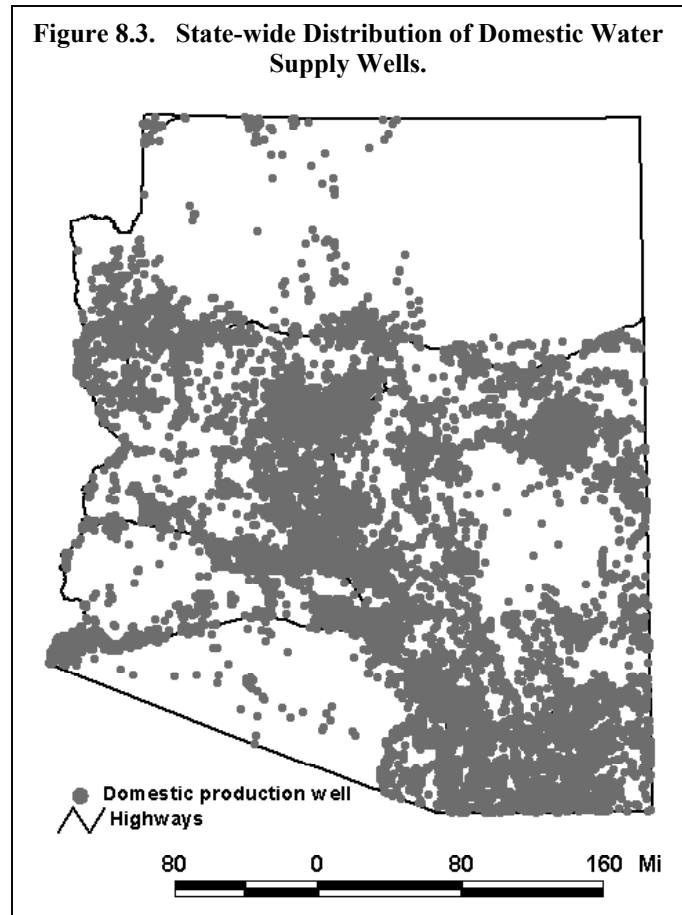 Figure 8.3. State-wide Distribution of Domestic Water
Supply Wells.
Domestic production well
Highways
80 0 80 160 Mi